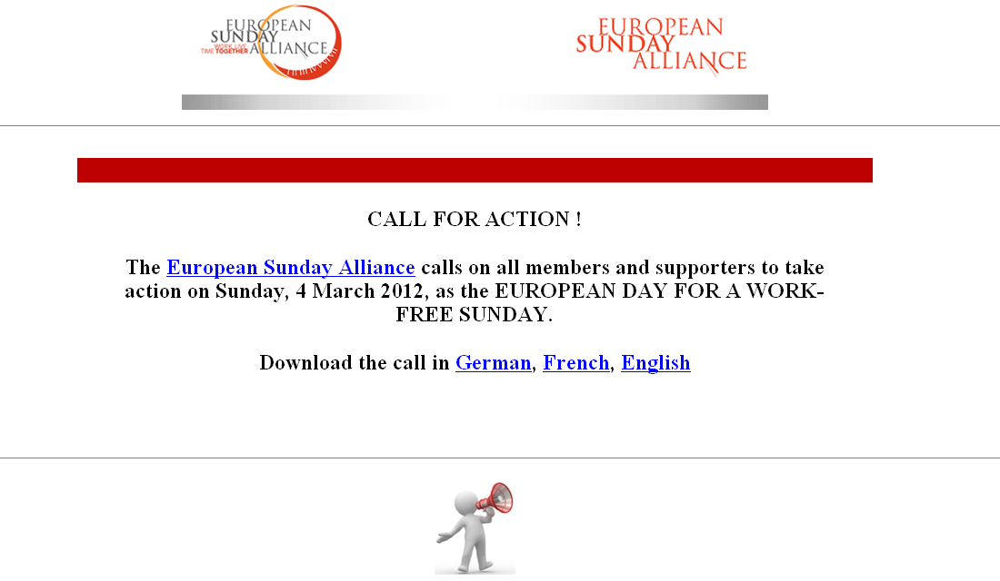 EUROPEAN
SUNDAY
WORK, LIVE
TIME TOGETHER
ALLIANCE
EUROPEAN
SUNDAY
ALLIANCE
CALL FOR ACTION !
The European Sunday Alliance calls on all members and supporters to take
action on Sunday, 4 March 2012, as the EUROPEAN DAY FOR A WORK-
FREE SUNDAY.
Download the call in German, French, English